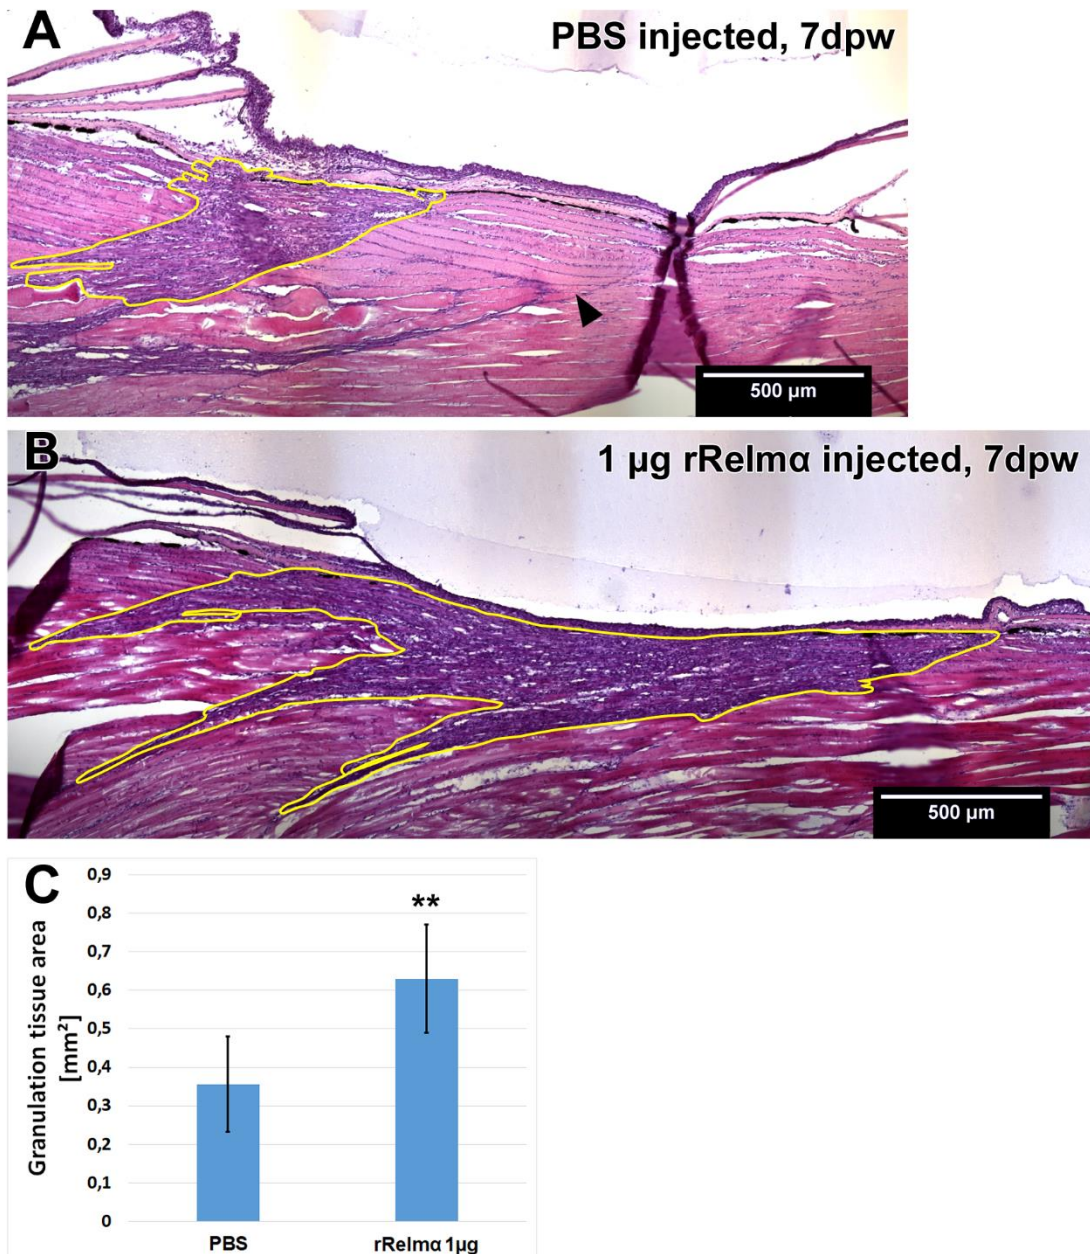 A
PBS injected, 7dpw
500 µm
B
1 µg rRelmα injected, 7dpw
500 µm
C
Granulation tissue area
[mm²]
0,9
0,8
0,7
0,6
0,5
0,4
0,3
0,2
0,1
0
**
PBS
rRelmα 1µg